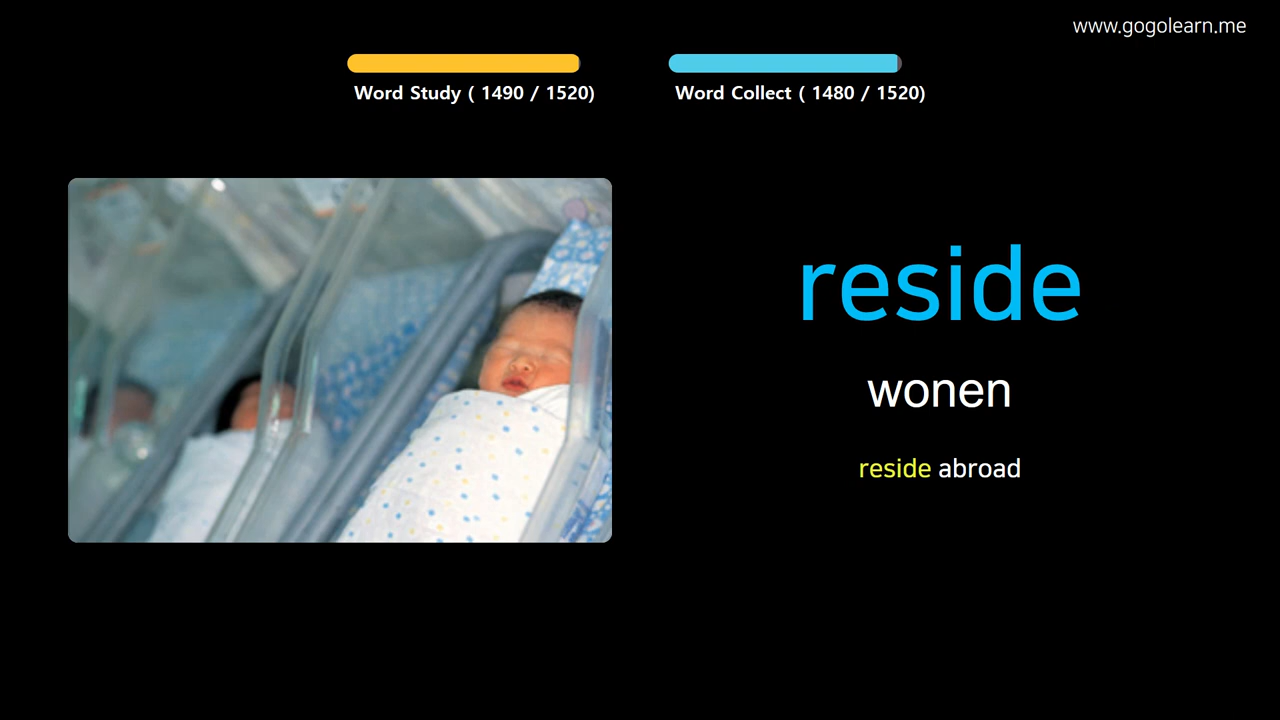 www.gogolearn.me
Word Study ( 1490 / 1520)
Word Collect ( 1480 / 1520)
reside
wonen
reside abroad